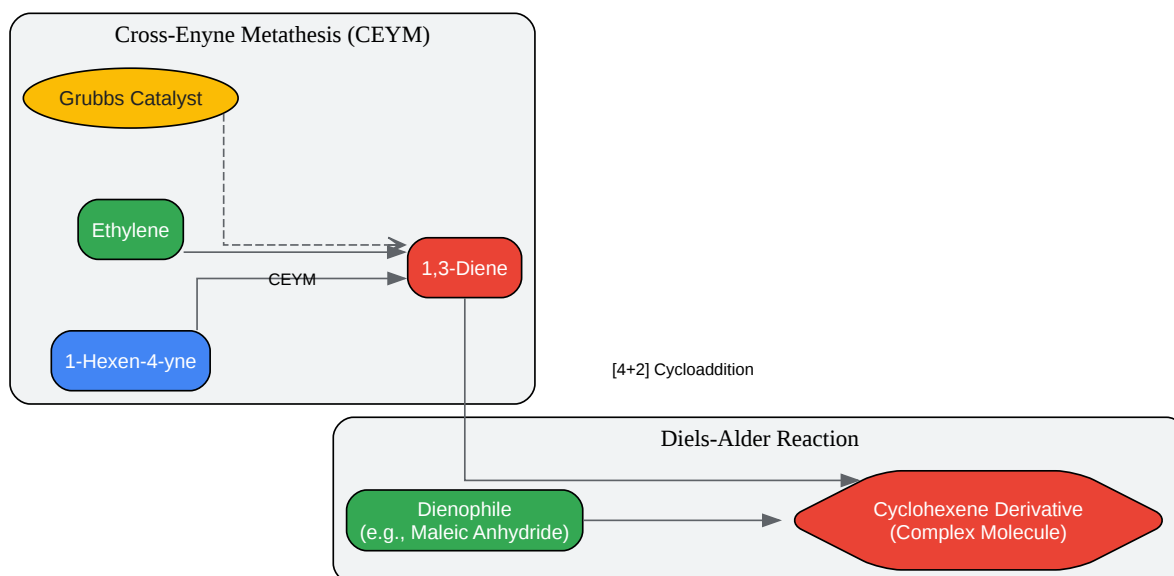 Cross-Enyne Metathesis (CEYM)
Grubbs Catalyst
Ethylene
1,3-Diene
CEYM
1-Hexen-4-yne
[4+2] Cycloaddition
Diels-Alder Reaction
Dienophile
(e.g., Maleic Anhydride)
Cyclohexene Derivative
(Complex Molecule)